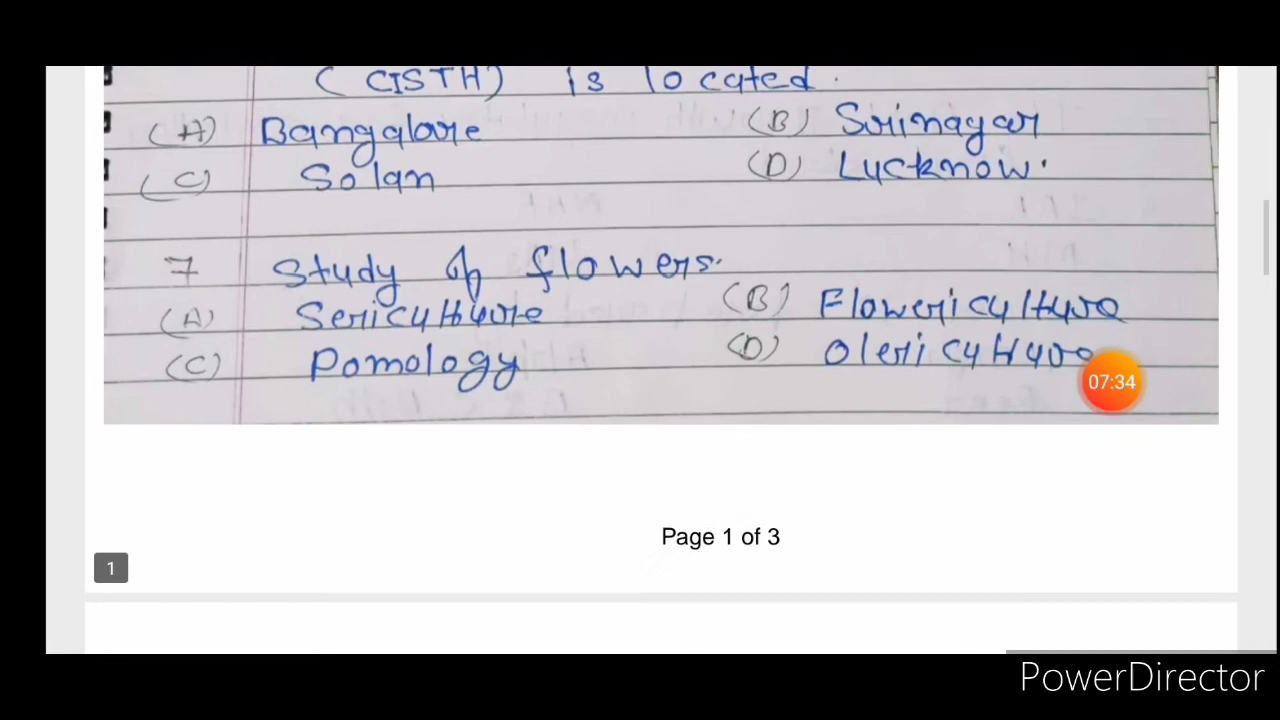 ( CISTH) is located.
(A) Bangalore (B) Srinagar
(C) Solan (D) Lucknow.
7 Study of flowers.
(A) Sericulture (B) Flowericulture
(C) Pomology (D) Olericulture
07:34
Page 1 of 3
1
PowerDirector